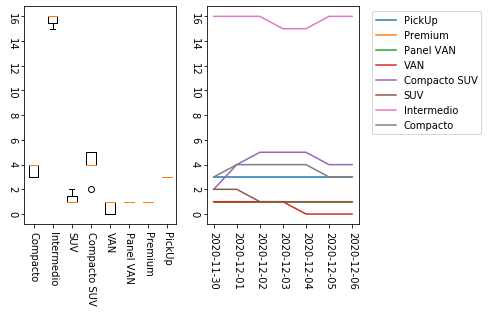 16
14
12
10
8
6
4
2
0
Compacto
Intermedio
SUV
Compacto SUV
VAN
Panel VAN
Premium
PickUp
16
14
12
10
8
6
4
2
0
2020-11-30
2020-12-01
2020-12-02
2020-12-03
2020-12-04
2020-12-05
2020-12-06
PickUp
Premium
Panel VAN
VAN
Compacto SUV
SUV
Intermedio
Compacto